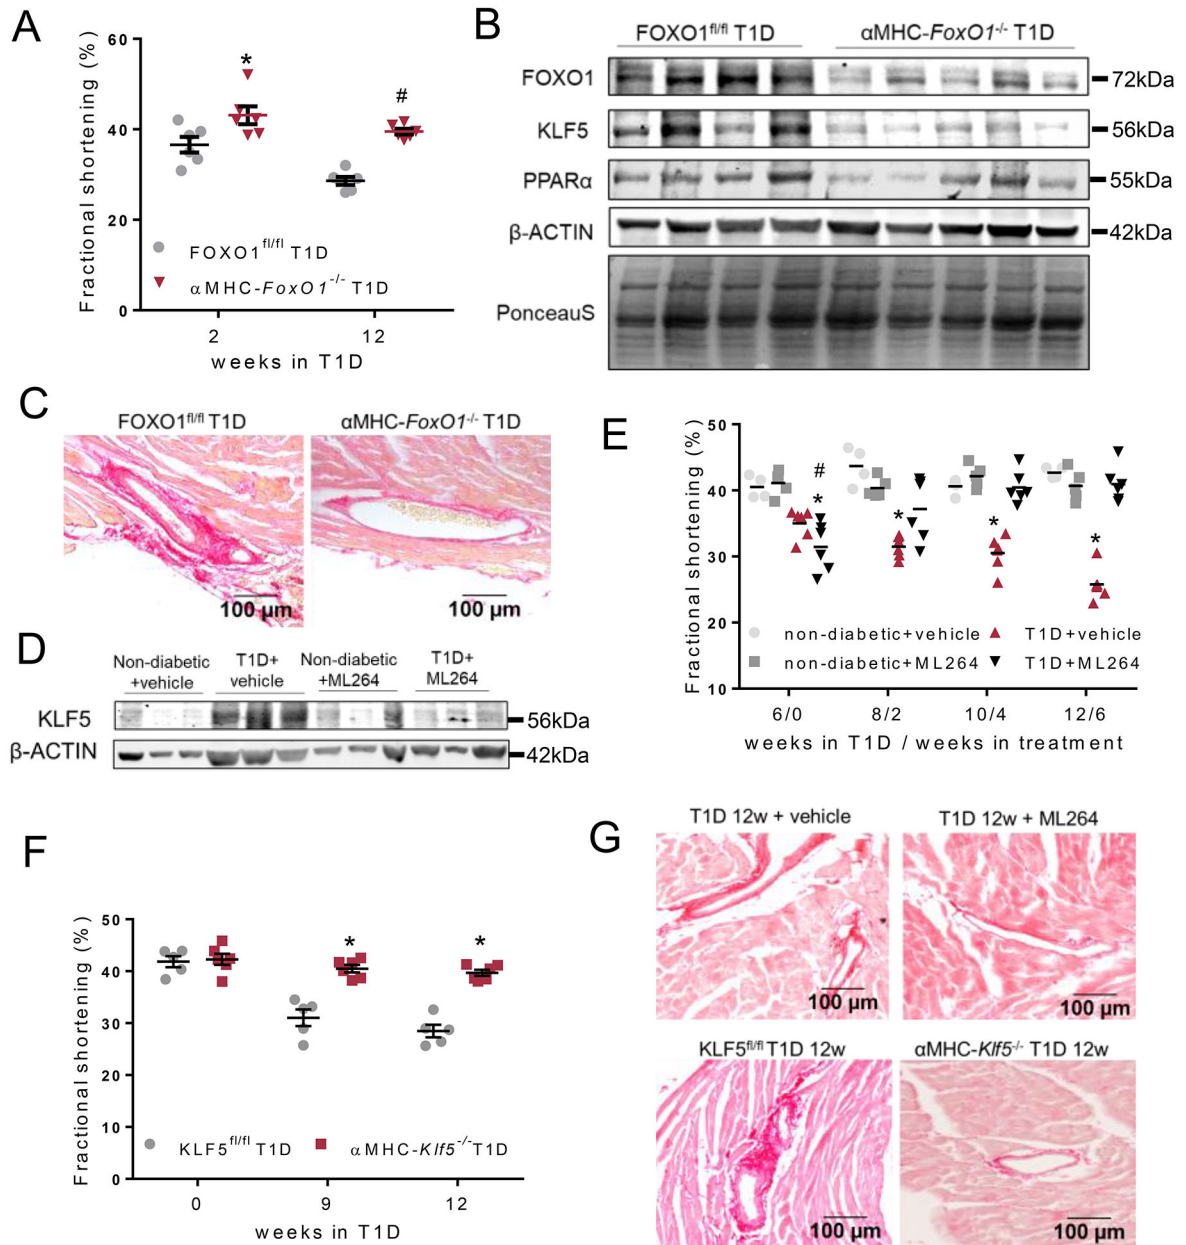 A
Fractional shortening (%)
60
40
20
0
*
#
FOXO1fl/fl T1D
αMHC-FoxO1-/- T1D
2
12
weeks in T1D
B
FOXO1fl/fl T1D
αMHC-FoxO1-/- T1D
FOXO1
72kDa
KLF5
56kDa
PPARα
55kDa
β-ACTIN
42kDa
PonceauS
C
FOXO1fl/fl T1D
αMHC-FoxO1-/- T1D
100 µm
100 µm
D
Non-diabetic
+vehicle
T1D+
vehicle
Non-diabetic
+ML264
T1D+
ML264
KLF5
56kDa
β-ACTIN
42kDa
E
Fractional shortening (%)
50
40
30
20
10
#
*
*
*
*
non-diabetic+vehicle
T1D+vehicle
non-diabetic+ML264
T1D+ML264
6/0
8/2
10/4
12/6
weeks in T1D / weeks in treatment
F
Fractional shortening (%)
50
40
30
20
10
0
*
*
KLF5fl/fl T1D
αMHC-Klf5-/-T1D
0
9
12
weeks in T1D
G
T1D 12w + vehicle
T1D 12w + ML264
100 µm
100 µm
KLF5fl/fl T1D 12w
αMHC-Klf5-/- T1D 12w
100 µm
100 µm